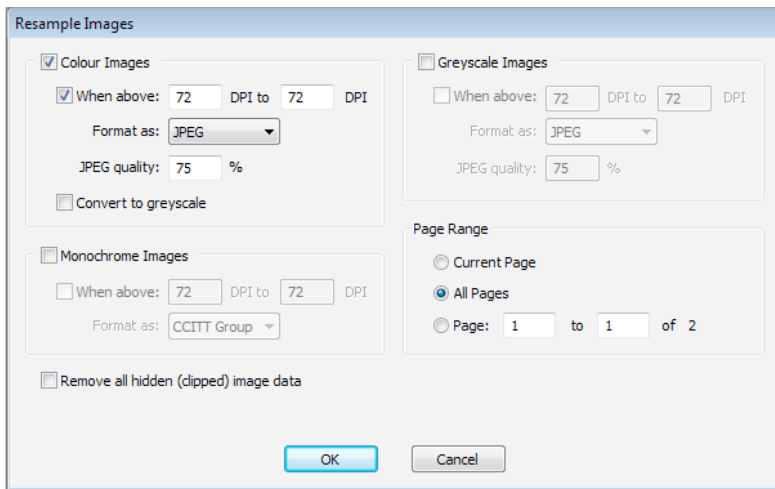 Resample Images
Colour Images
When above: 72 DPI to 72 DPI
Format as: JPEG
JPEG quality: 75 %
Convert to greyscale
Greyscale Images
When above: 72 DPI to 72 DPI
Format as: JPEG
JPEG quality: 75 %
Monochrome Images
When above: 72 DPI to 72 DPI
Format as: CCITT Group
Page Range
Current Page
All Pages
Page: 1 to 1 of 2
Remove all hidden (clipped) image data
OK
Cancel